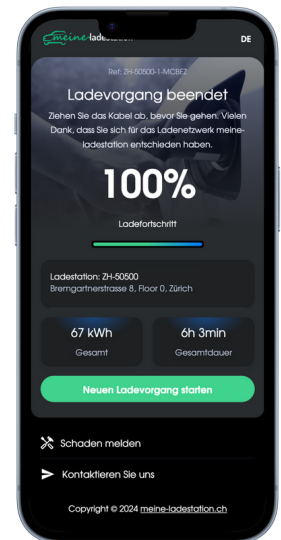 meine-ladestation
DE
Ref: ZH-50500-1-MCBEZ
Ladevorgang beendet
Ziehen Sie das Kabel ab, bevor Sie gehen. Vielen
Dank, dass Sie sich für das Ladenetzwerk meine-
ladestation entschieden haben.
100%
Ladefortschritt
Ladestation: ZH-50500
Bremgartnerstrasse 8, Floor 0, Zürich
67 kWh
6h 3min
Gesamt
Gesamtdauer
Neuen Ladevorgang starten
Schaden melden
Kontaktieren Sie uns
Copyright © 2024 meine-ladestation.ch